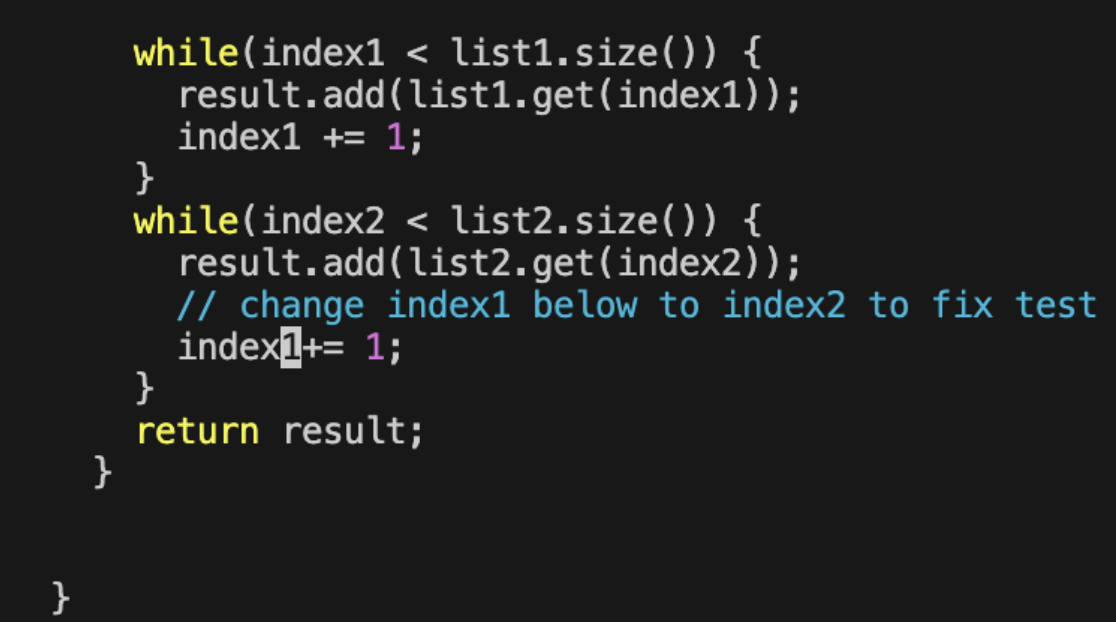 while(index1 < list1.size()) {
result.add(list1.get(index1));
index1 += 1;
}
while(index2 < list2.size()) {
result.add(list2.get(index2));
// change index1 below to index2 to fix test
index1+= 1;
}
return result;
}
}